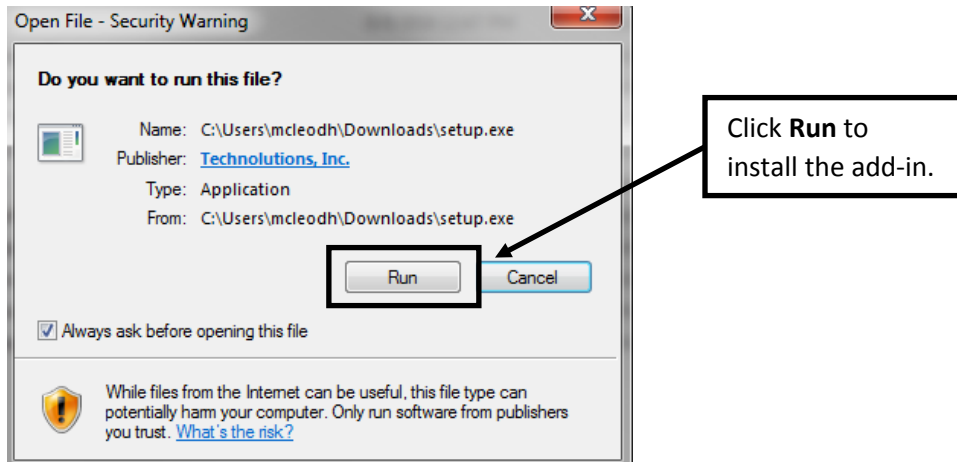 Open File - Security Warning
Do you want to run this file?
Name: C:\Users\mcleodh\Downloads\setup.exe
Publisher: Technolutions, Inc.
Type: Application
From: C:\Users\mcleodh\Downloads\setup.exe
Run
Cancel
Always ask before opening this file
While files from the Internet can be useful, this file type can
potentially harm your computer. Only run software from publishers
you trust. What's the risk?
Click Run to
install the add-in.